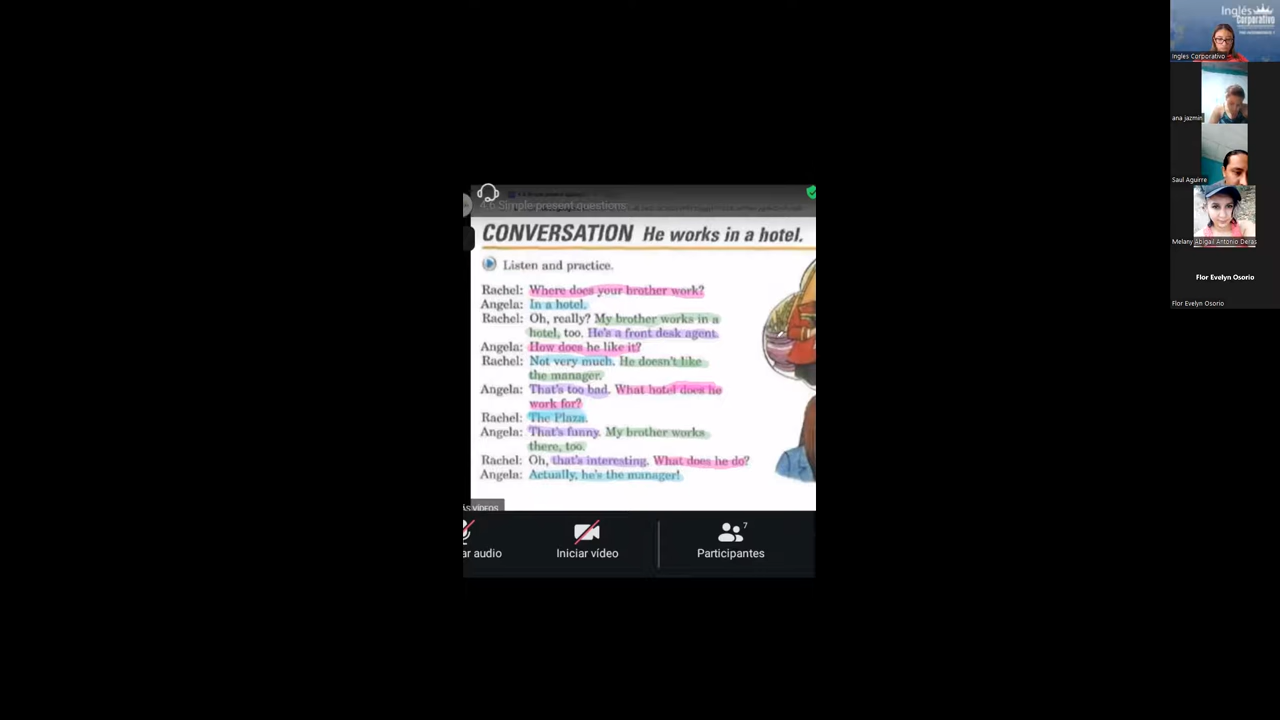 4.6 Simple present questions
CONVERSATION He works in a hotel.
Listen and practice.
Rachel: Where does your brother work?
Angela: In a hotel.
Rachel: Oh, really? My brother works in a
hotel, too. He's a front desk agent.
Angela: How does he like it?
Rachel: Not very much. He doesn't like
the manager.
Angela: That's too bad. What hotel does he
work for?
Rachel: The Plaza.
Angela: That's funny. My brother works
there, too.
Rachel: Oh, that's interesting. What does he do?
Angela: Actually, he's the manager!
ar audio
Iniciar vídeo
7
Participantes
Inglés
Corporativo
Ingles Corporativo
ana jazmin
Saul Aguirre
Melany Abigail Antonio Deras
Flor Evelyn Osorio
Flor Evelyn Osorio